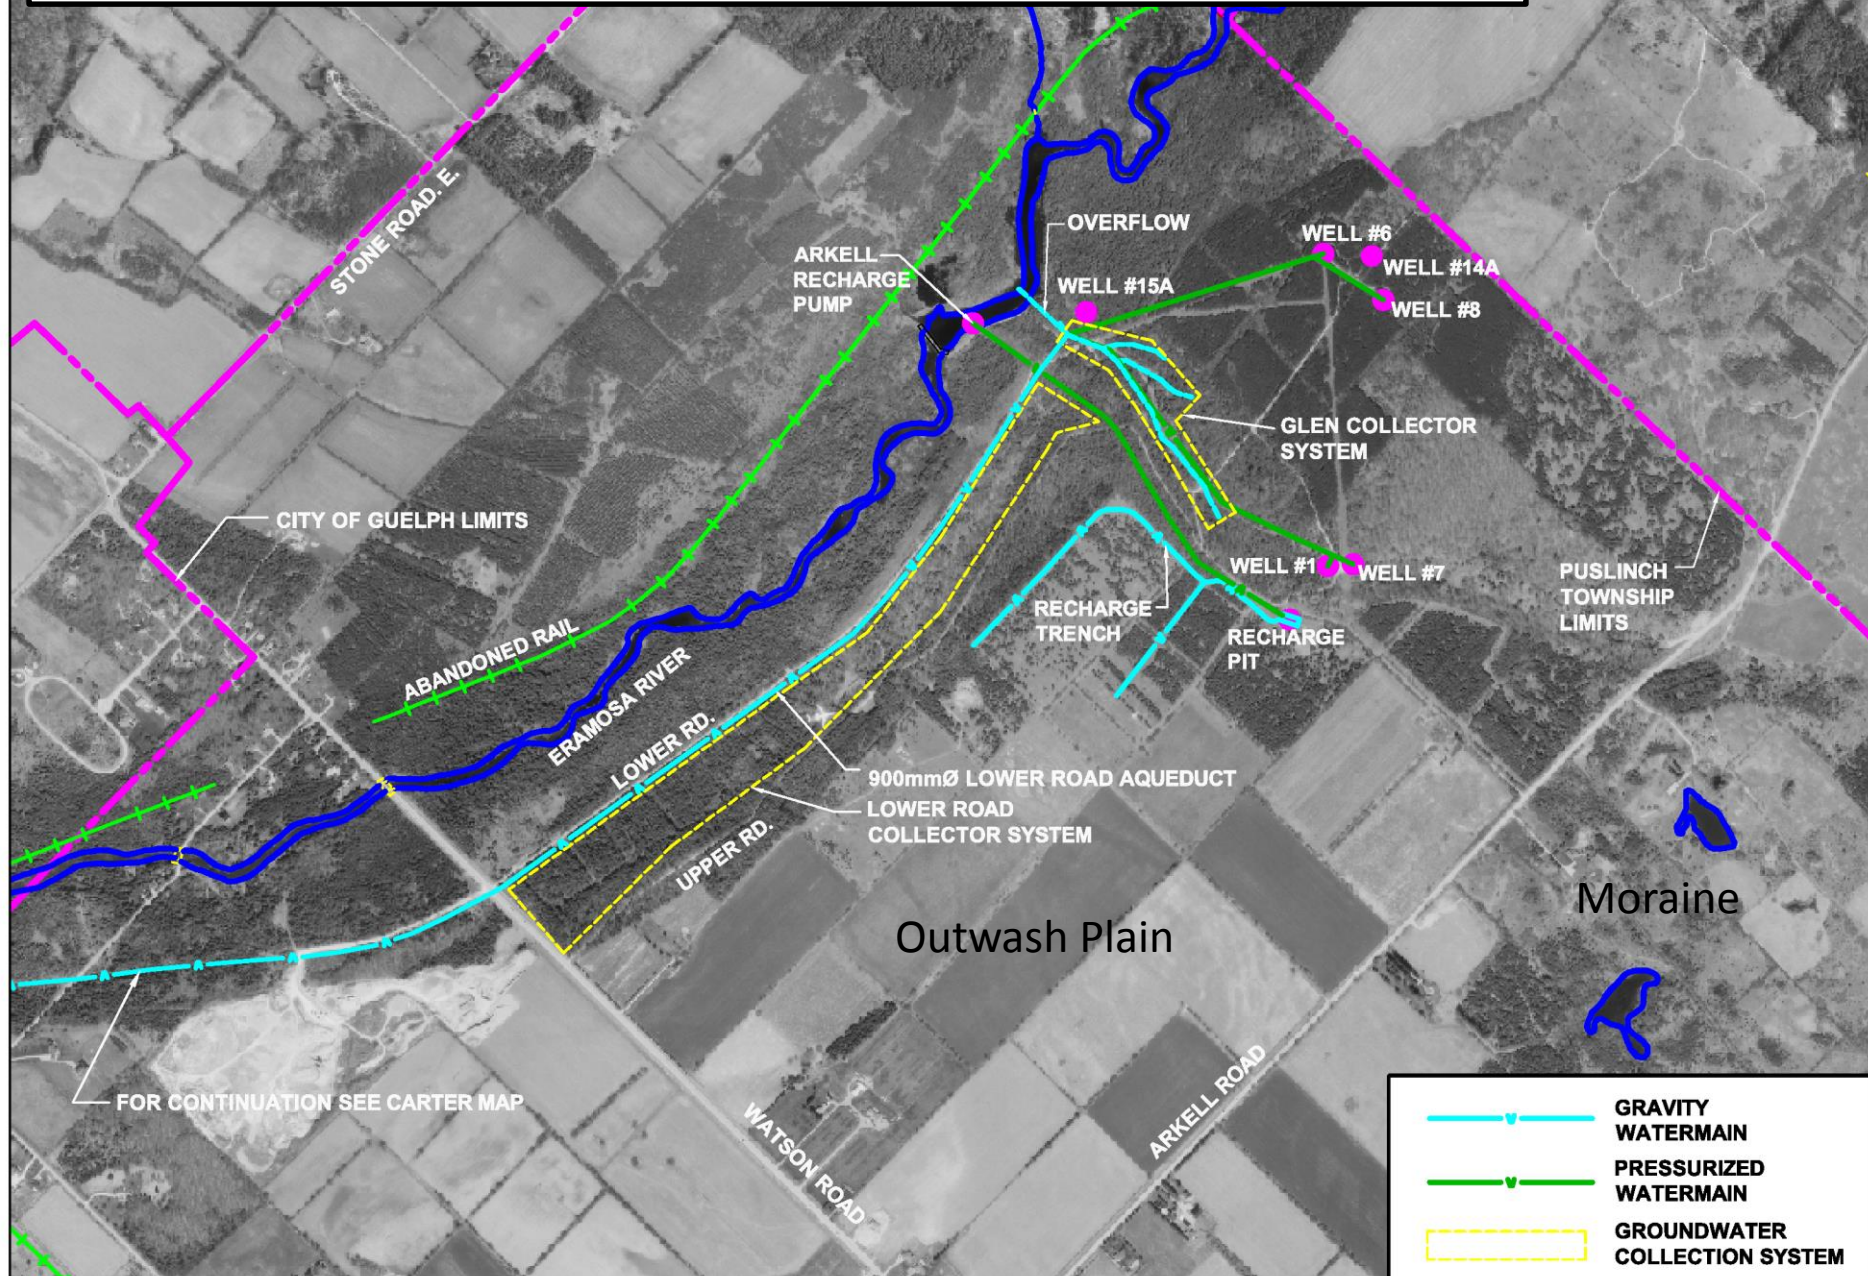 STONE ROAD. E.
OVERFLOW
ARKELL
RECHARGE
PUMP
WELL #15A
WELL #6
WELL #14A
WELL #8
GLEN COLLECTOR
SYSTEM
CITY OF GUELPH LIMITS
WELL #1
WELL #7
PUSLINCH
TOWNSHIP
LIMITS
RECHARGE
TRENCH
RECHARGE
PIT
ABANDONED RAIL
ERAMOSA RIVER
LOWER RD.
900mmØ LOWER ROAD AQUEDUCT
LOWER ROAD
COLLECTOR SYSTEM
UPPER RD.
Moraine
Outwash Plain
FOR CONTINUATION SEE CARTER MAP
WATSON ROAD
ARKELL ROAD
GRAVITY
WATERMAIN
PRESSURIZED
WATERMAIN
GROUNDWATER
COLLECTION SYSTEM